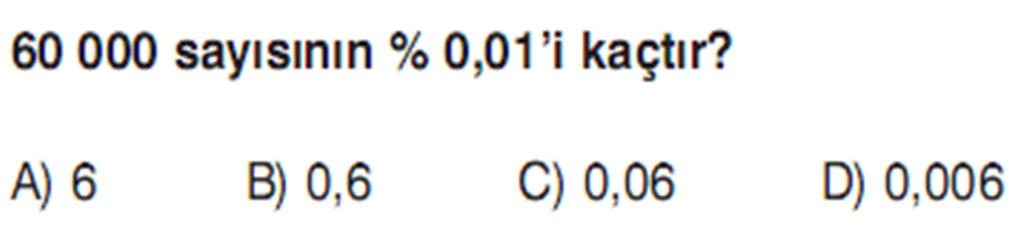 60 000 sayısının % 0,01'i kaçtır?
A) 6 B) 0,6 C) 0,06 D) 0,006